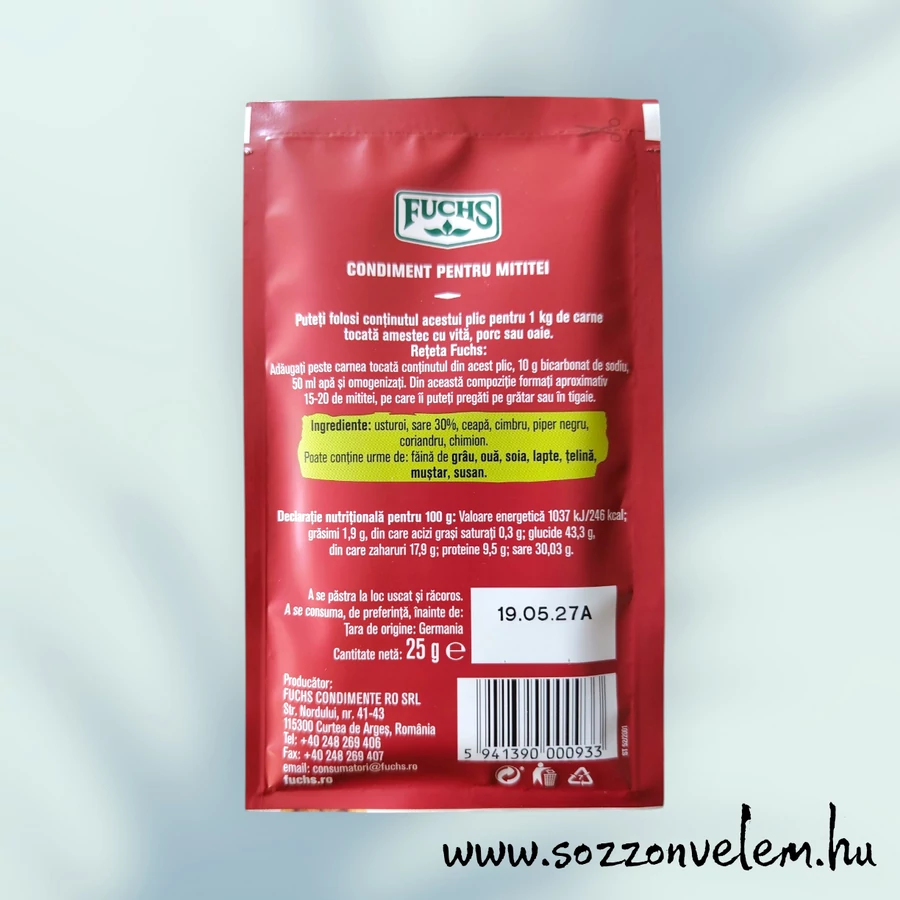 FUCHS
CONDIMENT PENTRU MITITEI
Puteți folosi conținutul acestui plic pentru 1 kg de carne
tocată amestec cu vită, porc sau oaie.
Rețeta Fuchs:
Adăugați peste carnea tocată conținutul din acest plic, 10 g bicarbonat de sodiu,
50 ml apă și omogenizați. Din această compoziție formați aproximativ
15-20 de mititei, pe care îi puteți pregăti pe grătar sau în tigaie.
Ingrediente: usturoi, sare 30%, ceapă, cimbru, piper negru,
coriandru, chimion.
Poate conține urme de: făină de grâu, ouă, soia, lapte, țelină,
muștar, susan.
Declarație nutrițională pentru 100 g: Valoare energetică 1037 kJ/246 kcal;
grăsimi 1,9 g, din care acizi grași saturați 0,3 g; glucide 43,3 g,
din care zaharuri 17,9 g; proteine 9,5 g; sare 30,03 g.
A se păstra la loc uscat și răcoros.
A se consuma, de preferință, înainte de:
19.05.27A
Țara de origine: Germania
Cantitate netă: 25 g ℮
Producător:
FUCHS CONDIMENTE RO SRL
Str. Nordului, nr. 41-43
115300 Curtea de Argeș, România
Tel: +40 248 269 406
Fax: +40 248 269 407
email: consumatori@fuchs.ro
fuchs.ro
5 941390 000933
www.sozzonvelem.hu